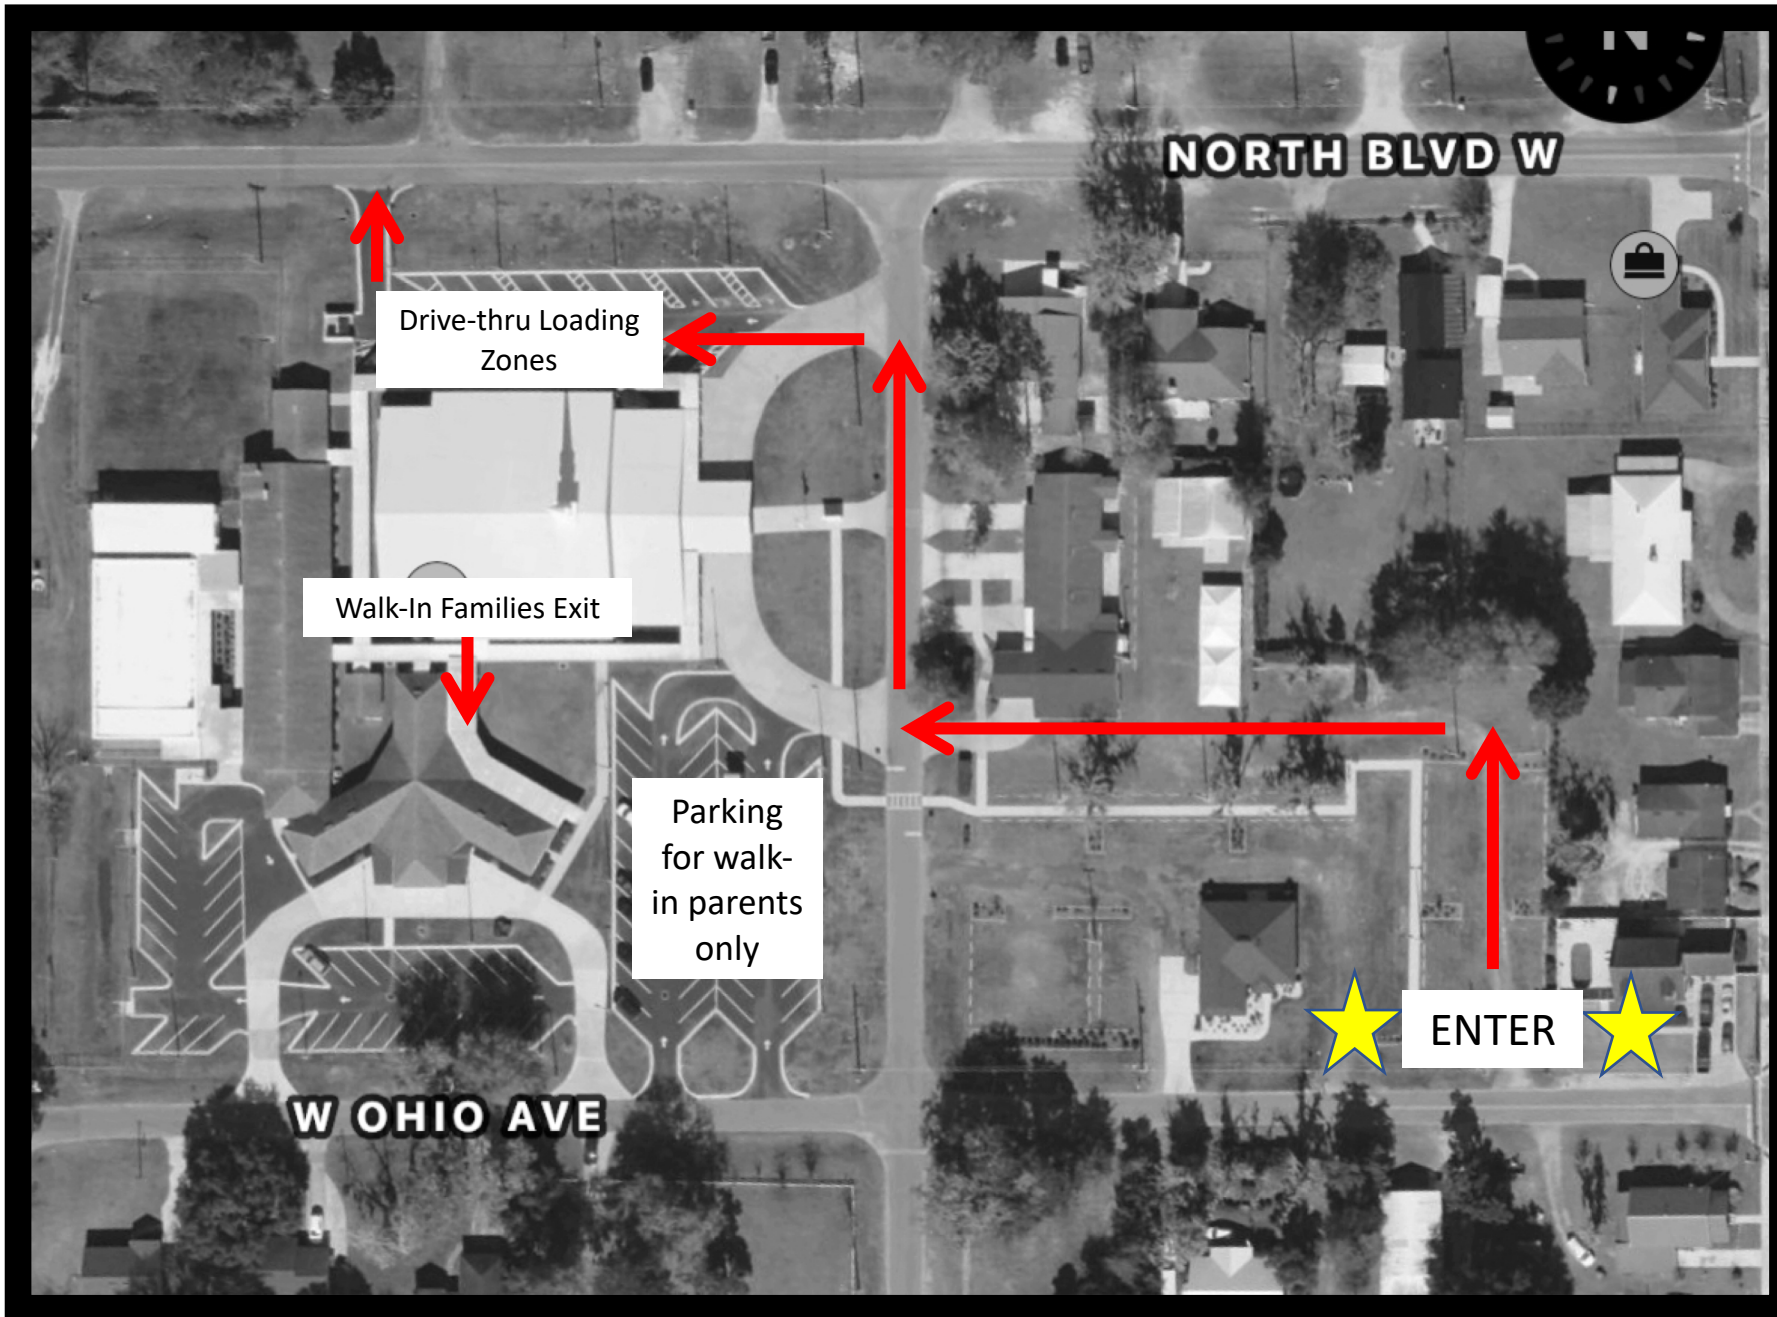 N
NORTH BLVD W
Drive-thru Loading
Zones
Walk-In Families Exit
Parking
for walk-
in parents
only
ENTER
W OHIO AVE